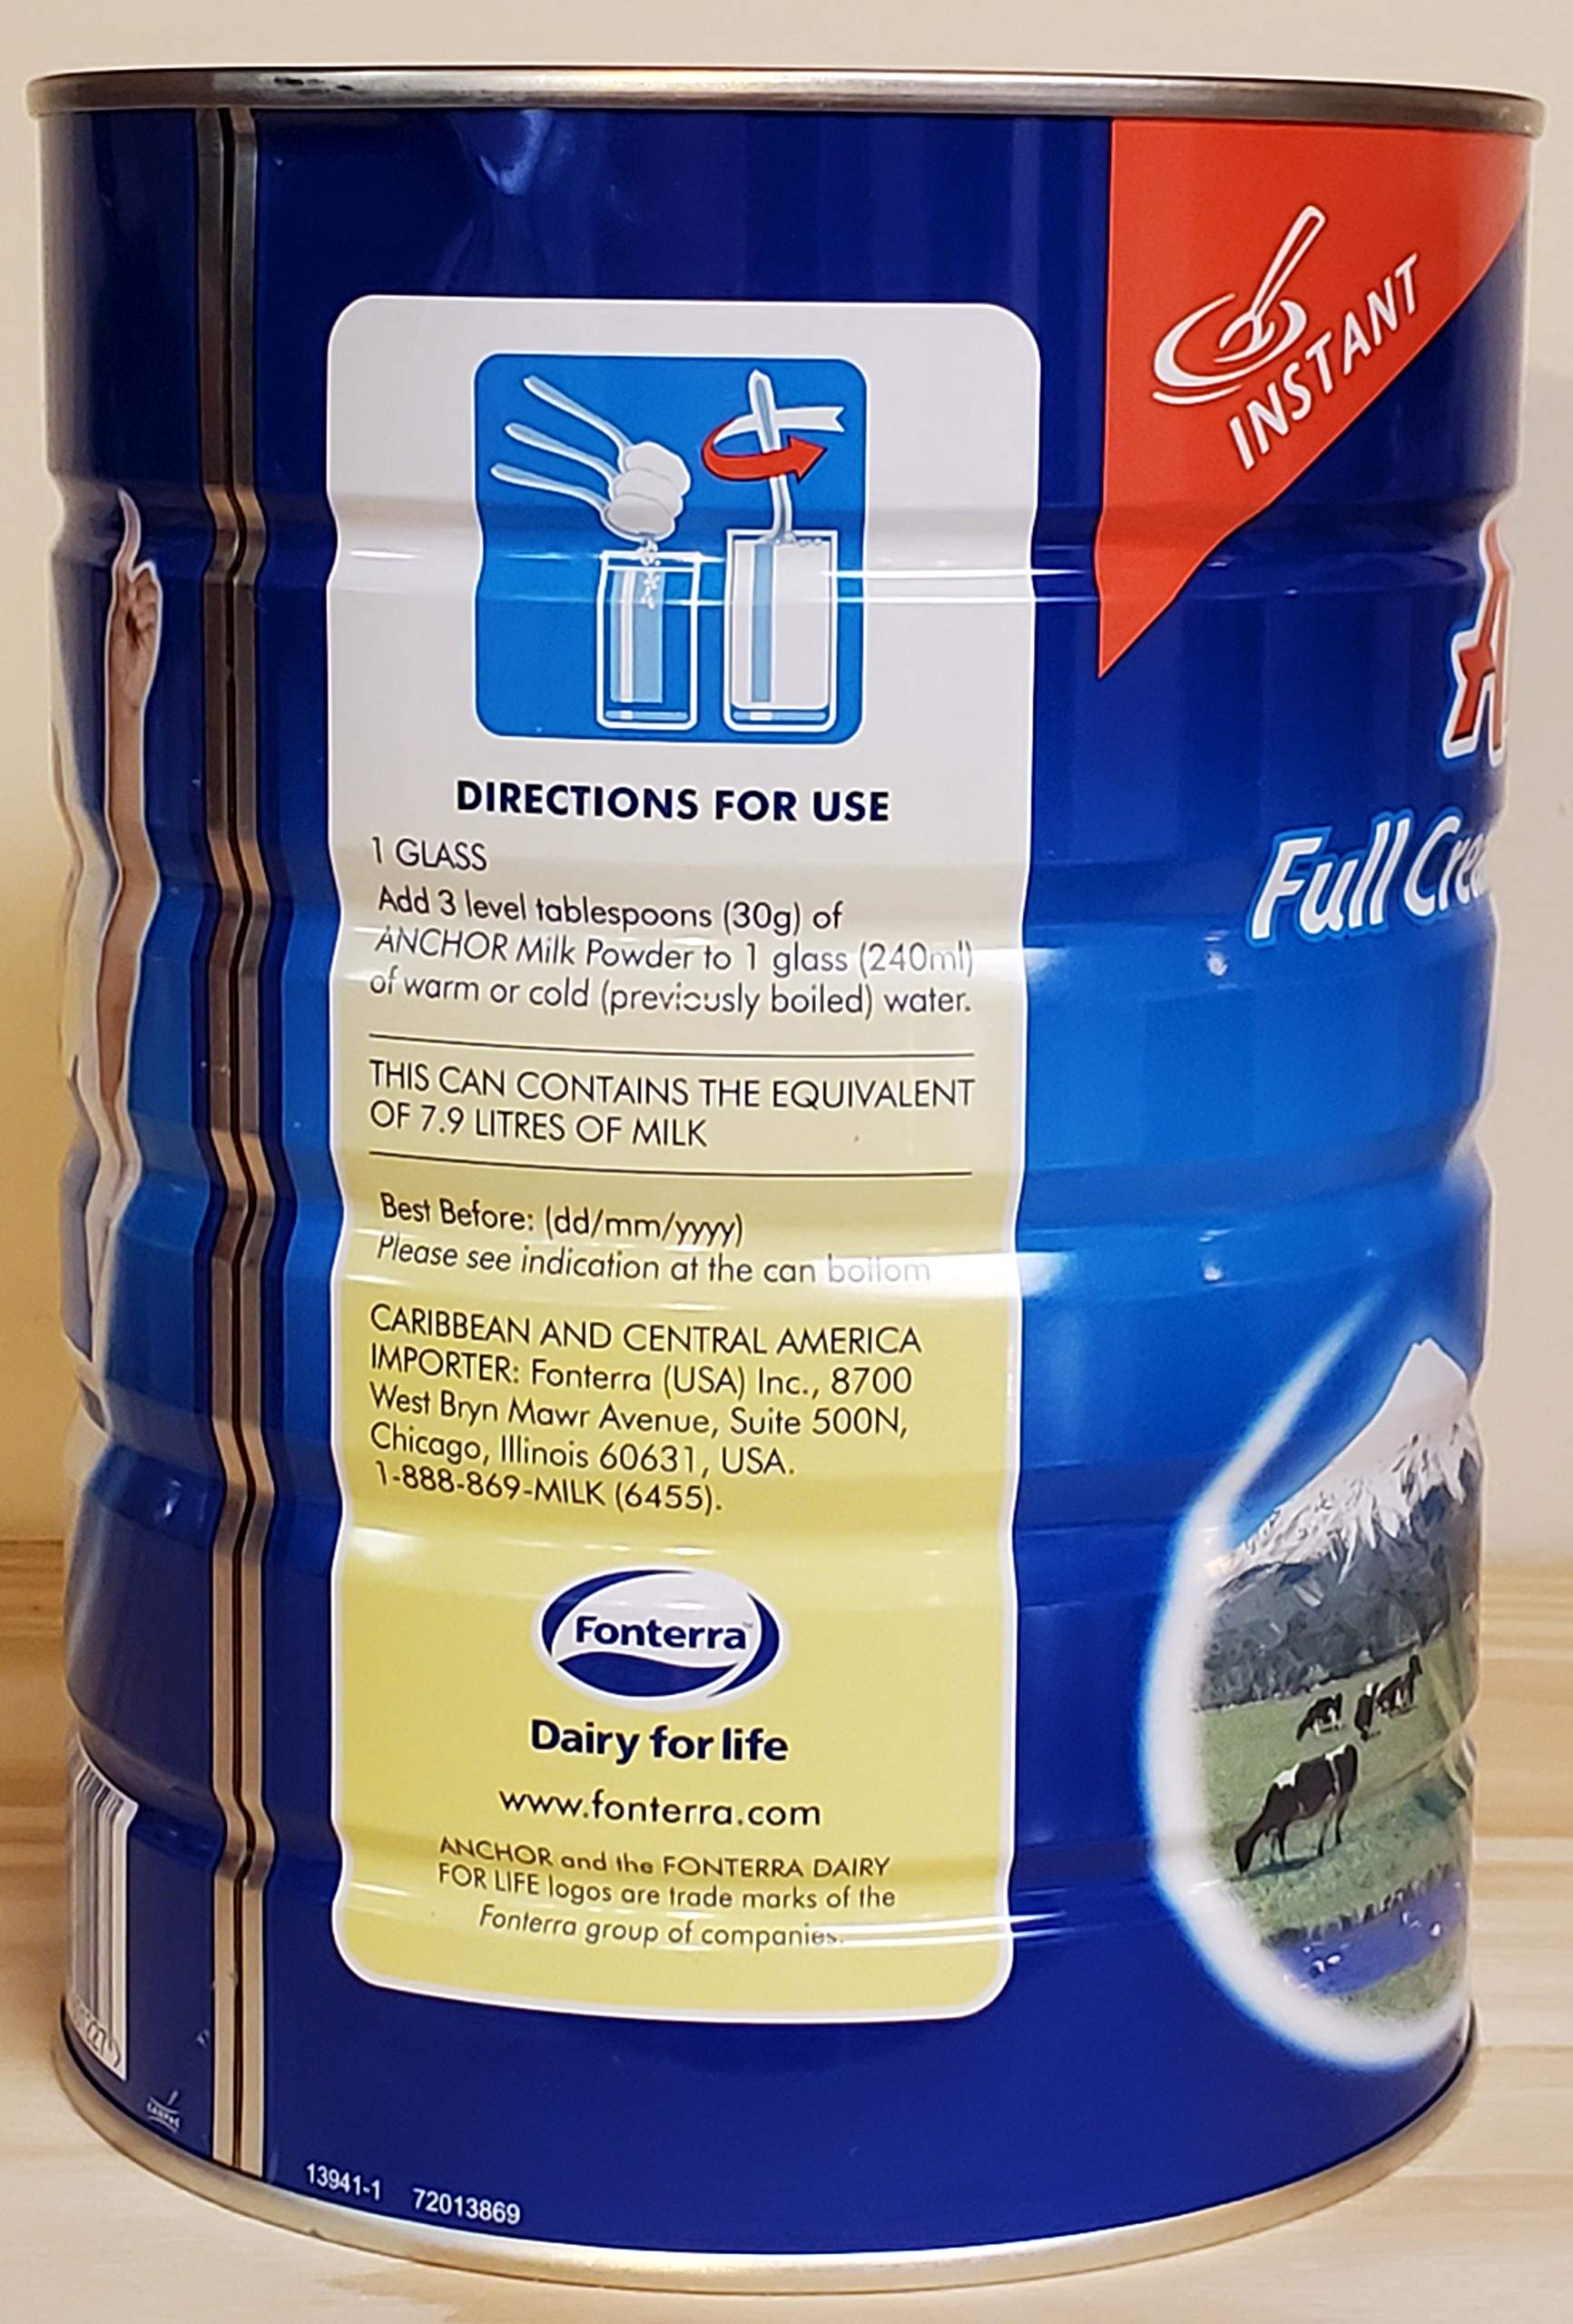 INSTANT
Full Crea
DIRECTIONS FOR USE
1 GLASS
Add 3 level tablespoons (30g) of
ANCHOR Milk Powder to 1 glass (240ml)
of warm or cold (previously boiled) water.
THIS CAN CONTAINS THE EQUIVALENT
OF 7.9 LITRES OF MILK
Best Before: (dd/mm/yyyy)
Please see indication at the can bottom
CARIBBEAN AND CENTRAL AMERICA
IMPORTER: Fonterra (USA) Inc., 8700
West Bryn Mawr Avenue, Suite 500N,
Chicago, Illinois 60631, USA.
1-888-869-MILK (6455).
Fonterra™
Dairy for life
www.fonterra.com
ANCHOR and the FONTERRA DAIRY
FOR LIFE logos are trade marks of the
Fonterra group of companies.
13941-1 72013869